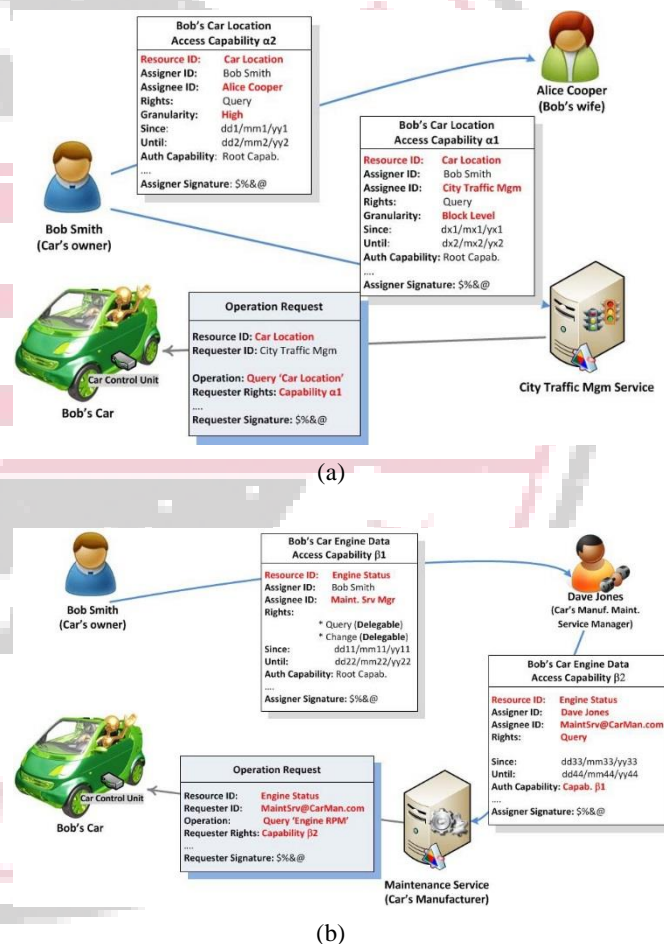 Bob's Car Location
Access Capability α2
Resource ID: Car Location
Assigner ID: Bob Smith
Assignee ID: Alice Cooper
Rights: Query
Granularity: High
Since: dd1/mm1/yy1
Until: dd2/mm2/yy2
Auth Capability: Root Capab.
....
Assigner Signature: $%&@
Alice Cooper
(Bob's wife)
Bob Smith
(Car's owner)
Bob's Car Location
Access Capability α1
Resource ID: Car Location
Assigner ID: Bob Smith
Assignee ID: City Traffic Mgm
Rights: Query
Granularity: Block Level
Since: dx1/mx1/yx1
Until: dx2/mx2/yx2
Auth Capability: Root Capab.
....
Assigner Signature: $%&@
Operation Request
Resource ID: Car Location
Requester ID: City Traffic Mgm
Operation: Query 'Car Location'
Requester Rights: Capability α1
....
Requester Signature: $%&@
Car Control Unit
Bob's Car
City Traffic Mgm Service
(a)
Bob Smith
(Car's owner)
Bob's Car Engine Data
Access Capability β1
Resource ID: Engine Status
Assigner ID: Bob Smith
Assignee ID: Maint. Srv Mgr
Rights:
* Query (Delegable)
* Change (Delegable)
Since: dd11/mm11/yy11
Until: dd22/mm22/yy22
Auth Capability: Root Capab.
....
Assigner Signature: $%&@
Dave Jones
(Car's Manuf. Maint.
Service Manager)
Bob's Car Engine Data
Access Capability β2
Resource ID: Engine Status
Assigner ID: Dave Jones
Assignee ID: MaintSrv@CarMan.com
Rights: Query
Since: dd33/mm33/yy33
Until: dd44/mm44/yy44
Auth Capability: Capab. β1
....
Assigner Signature: $%&@
Operation Request
Resource ID: Engine Status
Requester ID: MaintSrv@CarMan.com
Operation: Query 'Engine RPM'
Requester Rights: Capability β2
....
Requester Signature: $%&@
Car Control Unit
Bob's Car
Maintenance Service
(Car's Manufacturer)
(b)